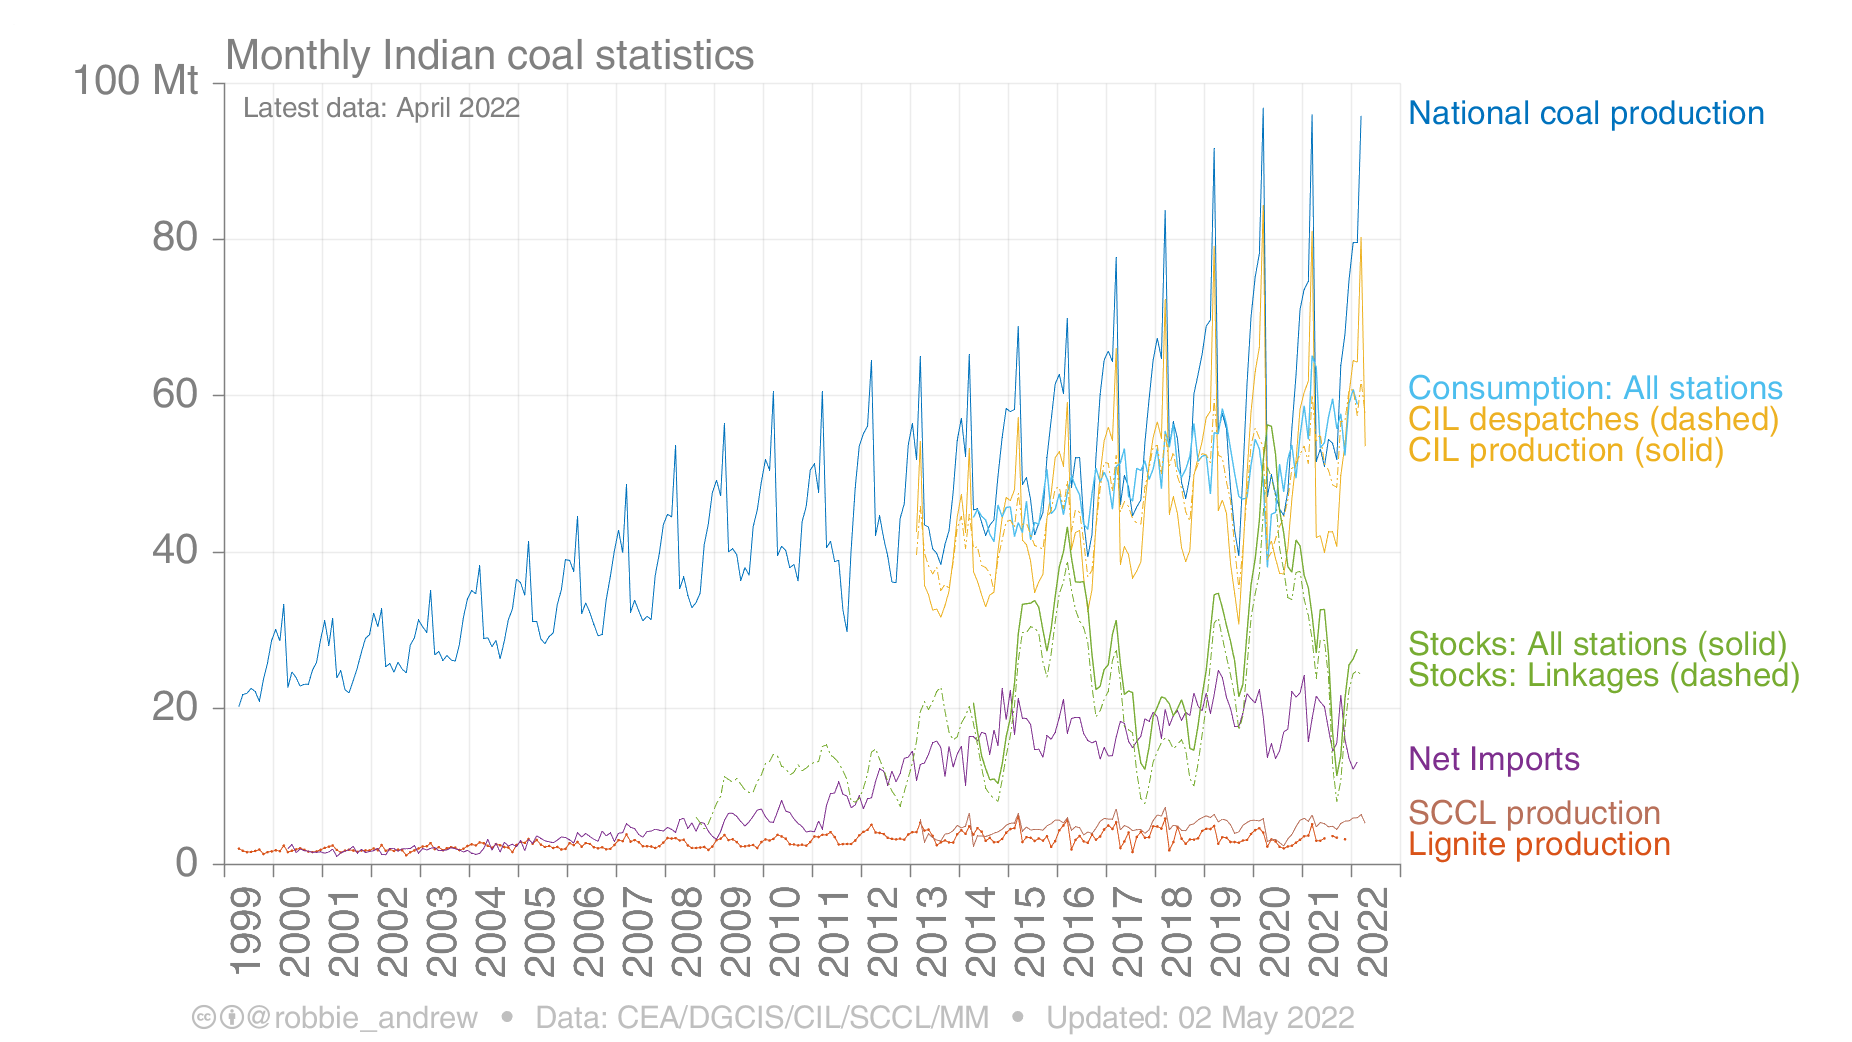 Monthly Indian coal statistics
100 Mt
Latest data: April 2022
National coal production
80
60
Consumption: All stations
CIL despatches (dashed)
CIL production (solid)
40
Stocks: All stations (solid)
Stocks: Linkages (dashed)
20
Net Imports
SCCL production
Lignite production
0
1999 2000 2001 2002 2003 2004 2005 2006 2007 2008 2009 2010 2011 2012 2013 2014 2015 2016 2017 2018 2019 2020 2021 2022
@robbie_andrew • Data: CEA/DGCIS/CIL/SCCL/MM • Updated: 02 May 2022